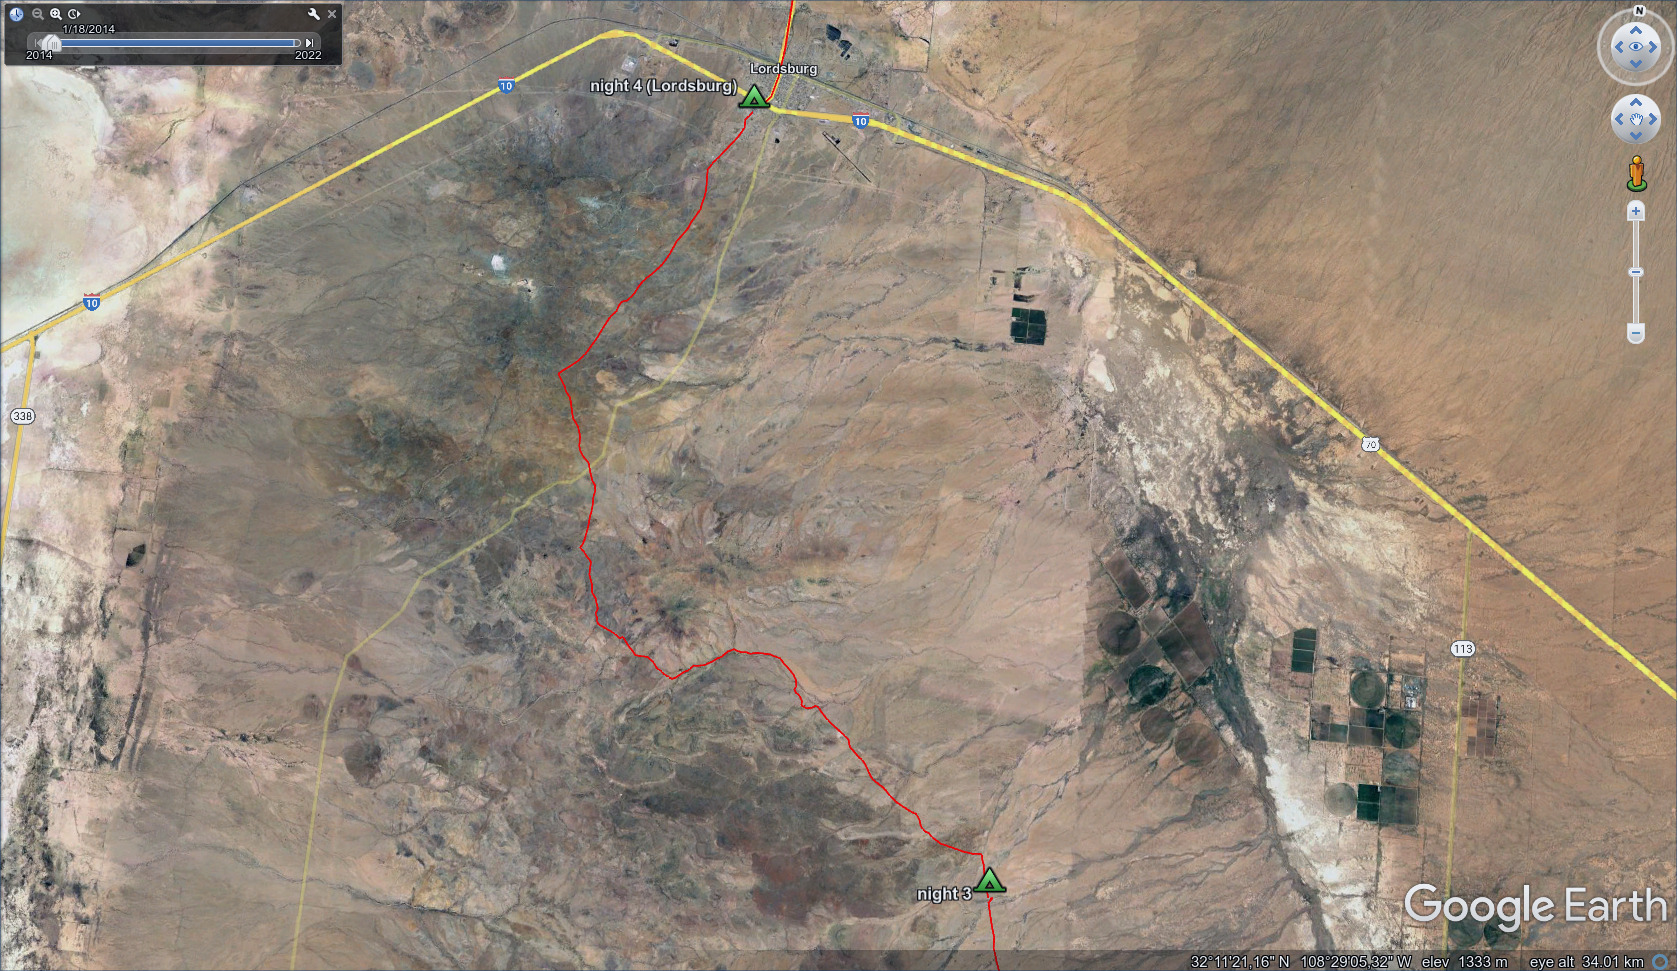 1/18/2014
2014
2022
N
Lordsburg
night 4 (Lordsburg)
10
10
10
338
70
113
night 3
Google Earth
32°11'21,16" N 108°29'05,32" W elev 1333 m eye alt 34.01 km